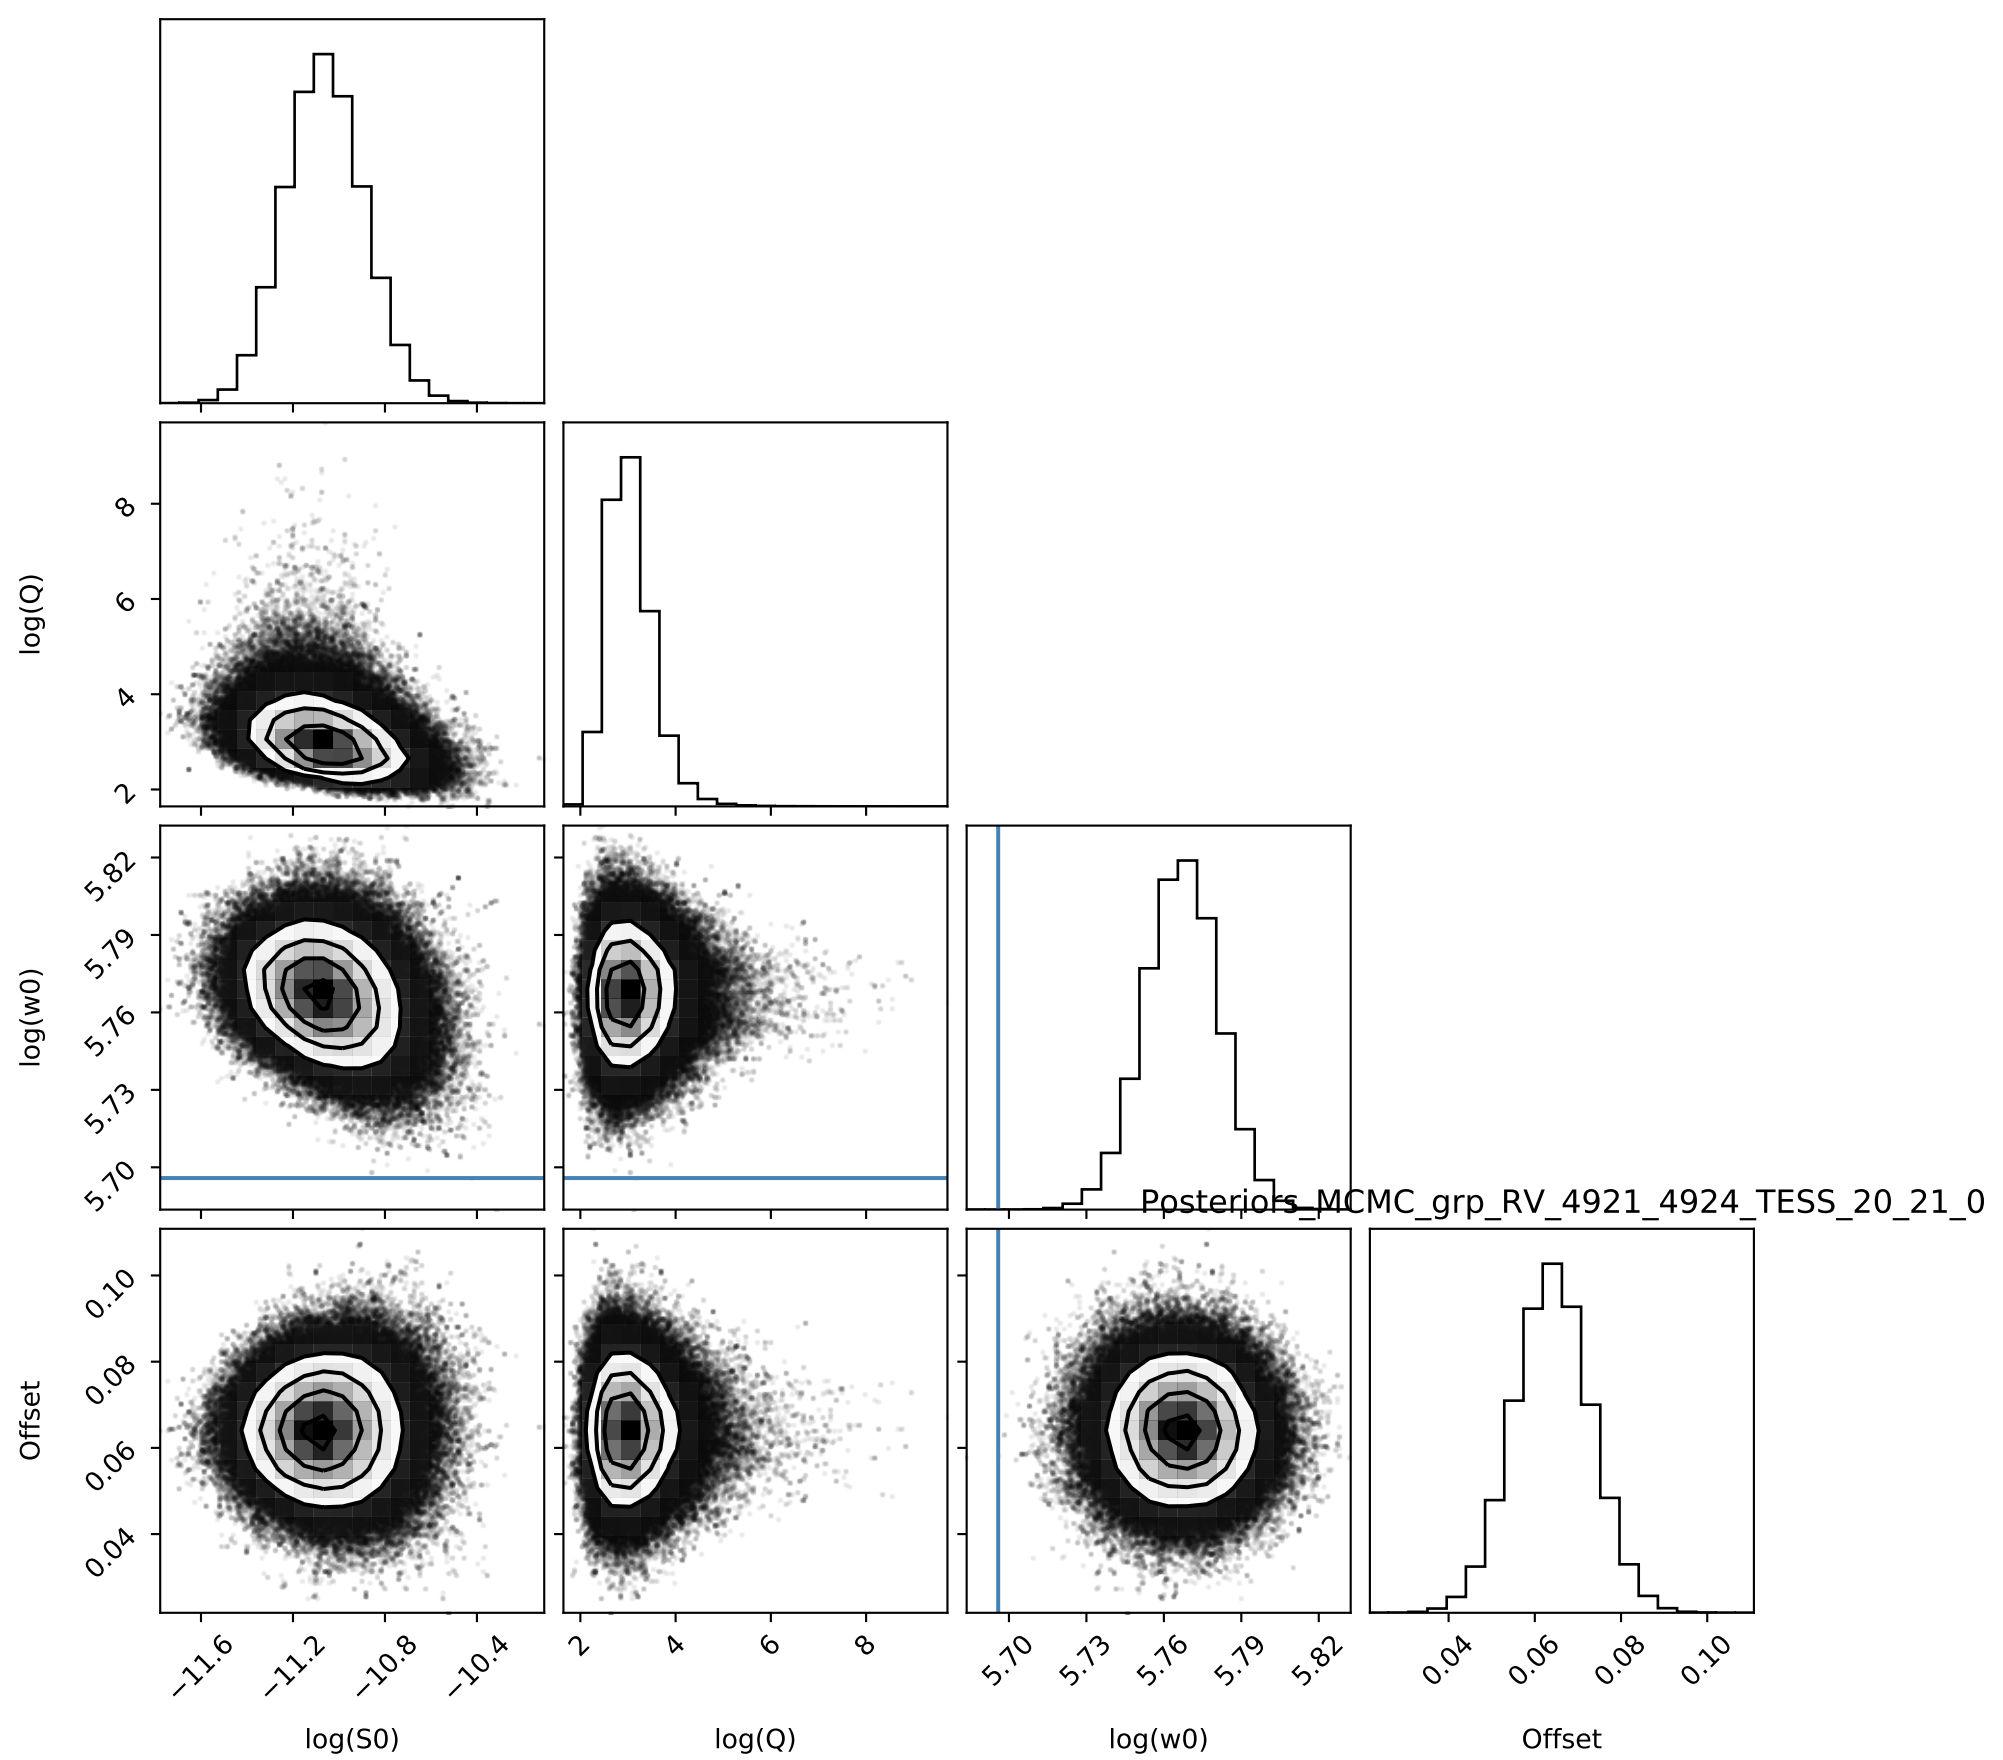 log(Q)
8
6
4
2
log(w0)
5.82
5.79
5.76
5.73
5.70
Posteriors_MCMC_grp_RV_4921_4924_TESS_20_21_0
Offset
0.10
0.08
0.06
0.04
−11.6 −11.2 −10.8 −10.4 2 4 6 8 5.70 5.73 5.76 5.79 5.82 0.04 0.06 0.08 0.10
log(S0) log(Q) log(w0) Offset